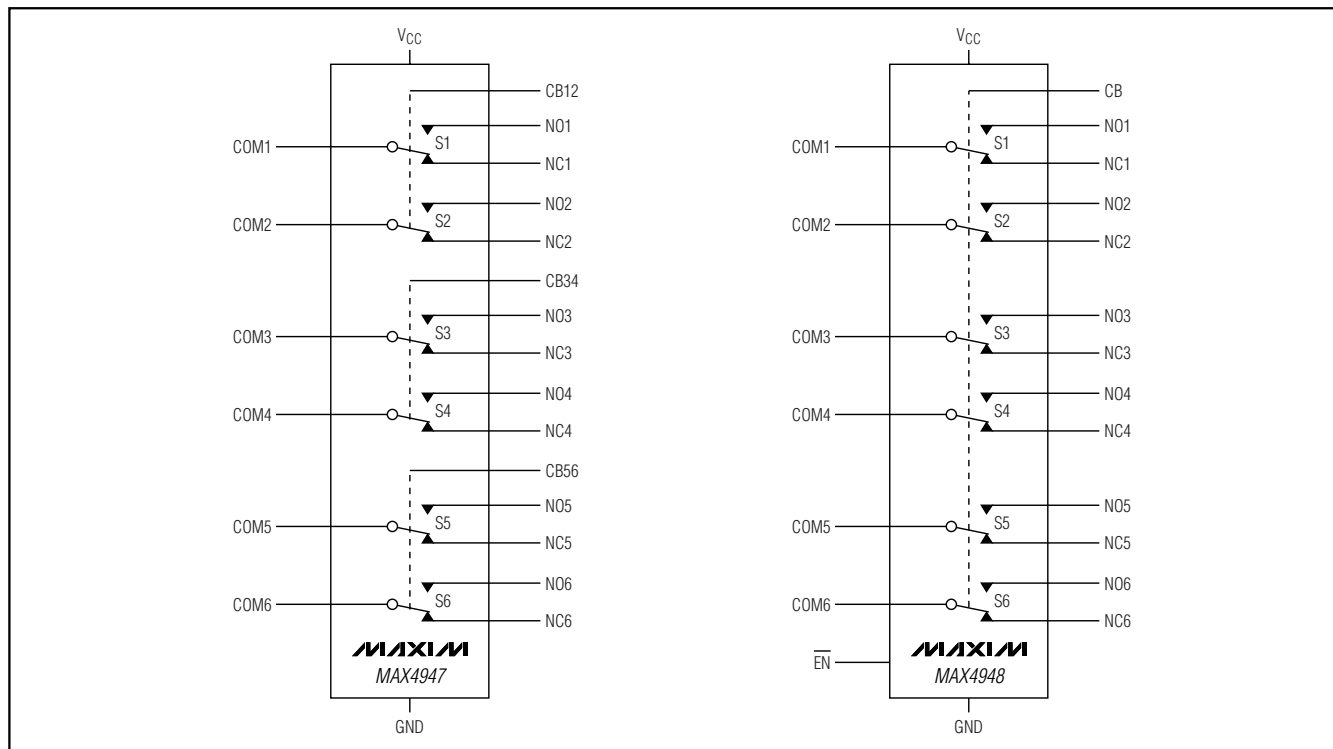 VCC
CB12
NO1
COM1
S1
NC1
NO2
COM2
S2
NC2
CB34
NO3
COM3
S3
NC3
NO4
COM4
S4
NC4
CB56
NO5
COM5
S5
NC5
NO6
COM6
S6
NC6
MAXIM
MAX4947
GND
VCC
CB
NO1
COM1
S1
NC1
NO2
COM2
S2
NC2
NO3
COM3
S3
NC3
NO4
COM4
S4
NC4
NO5
COM5
S5
NC5
NO6
COM6
S6
NC6
E̅N̅
MAXIM
MAX4948
GND